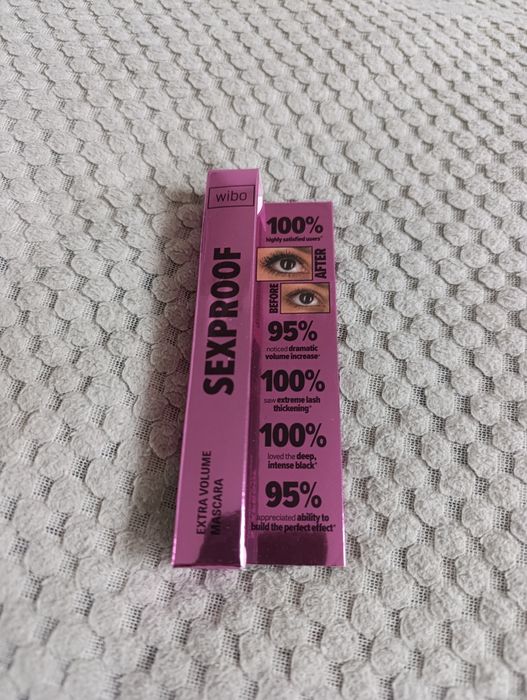 wibo
SEXPROOF
EXTRA VOLUME
MASCARA
100%
highly satisfied users*
AFTER
BEFORE
95%
noticed dramatic
volume increase*
100%
saw extreme lash
thickening*
100%
loved the deep,
intense black*
95%
appreciated ability to
build the perfect effect*